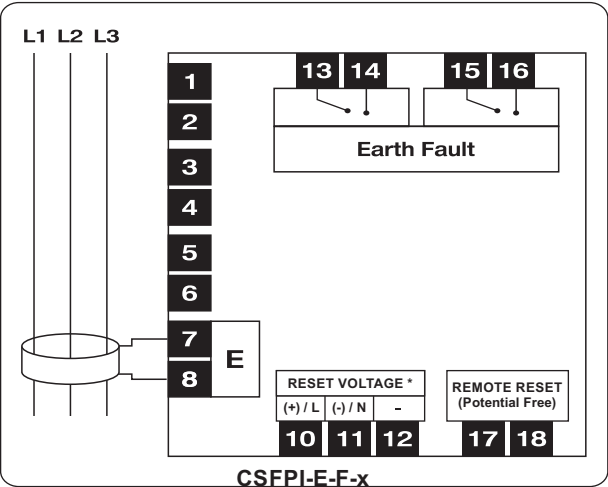 L1 L2 L3
13 14 15 16
1
2
Earth Fault
3
4
5
6
7
E
8
RESET VOLTAGE *
(+) / L (-) / N -
REMOTE RESET
(Potential Free)
10 11 12 17 18
CSFPI-E-F-x